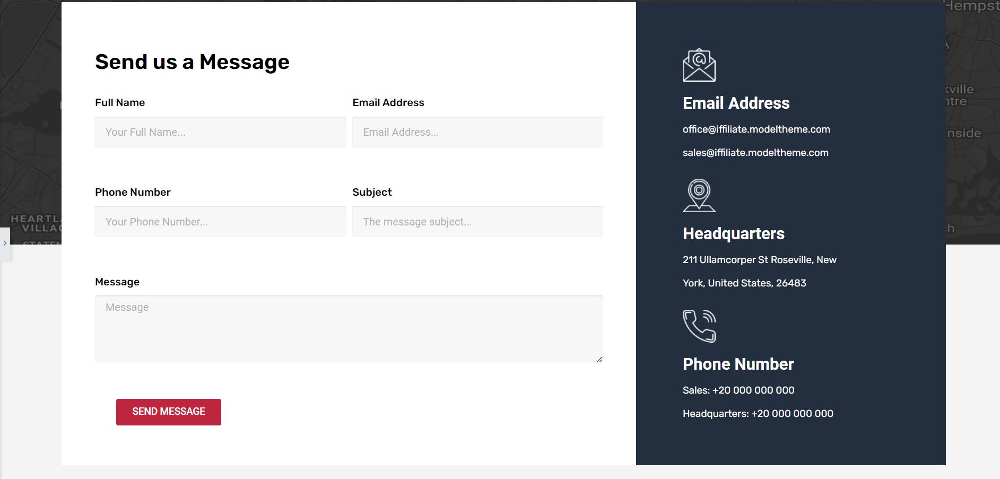 Hempst
Send us a Message
Full Name
Email Address
Your Full Name...
Email Address...
Phone Number
Subject
Your Phone Number...
The message subject...
Message
Message
SEND MESSAGE
@
Email Address
office@iffiliate.modeltheme.com
sales@iffiliate.modeltheme.com
Headquarters
211 Ullamcorper St Roseville, New
York, United States, 26483
Phone Number
Sales: +20 000 000 000
Headquarters: +20 000 000 000
HEARTL
VILLAG
STATEN
kville
ntre
nside